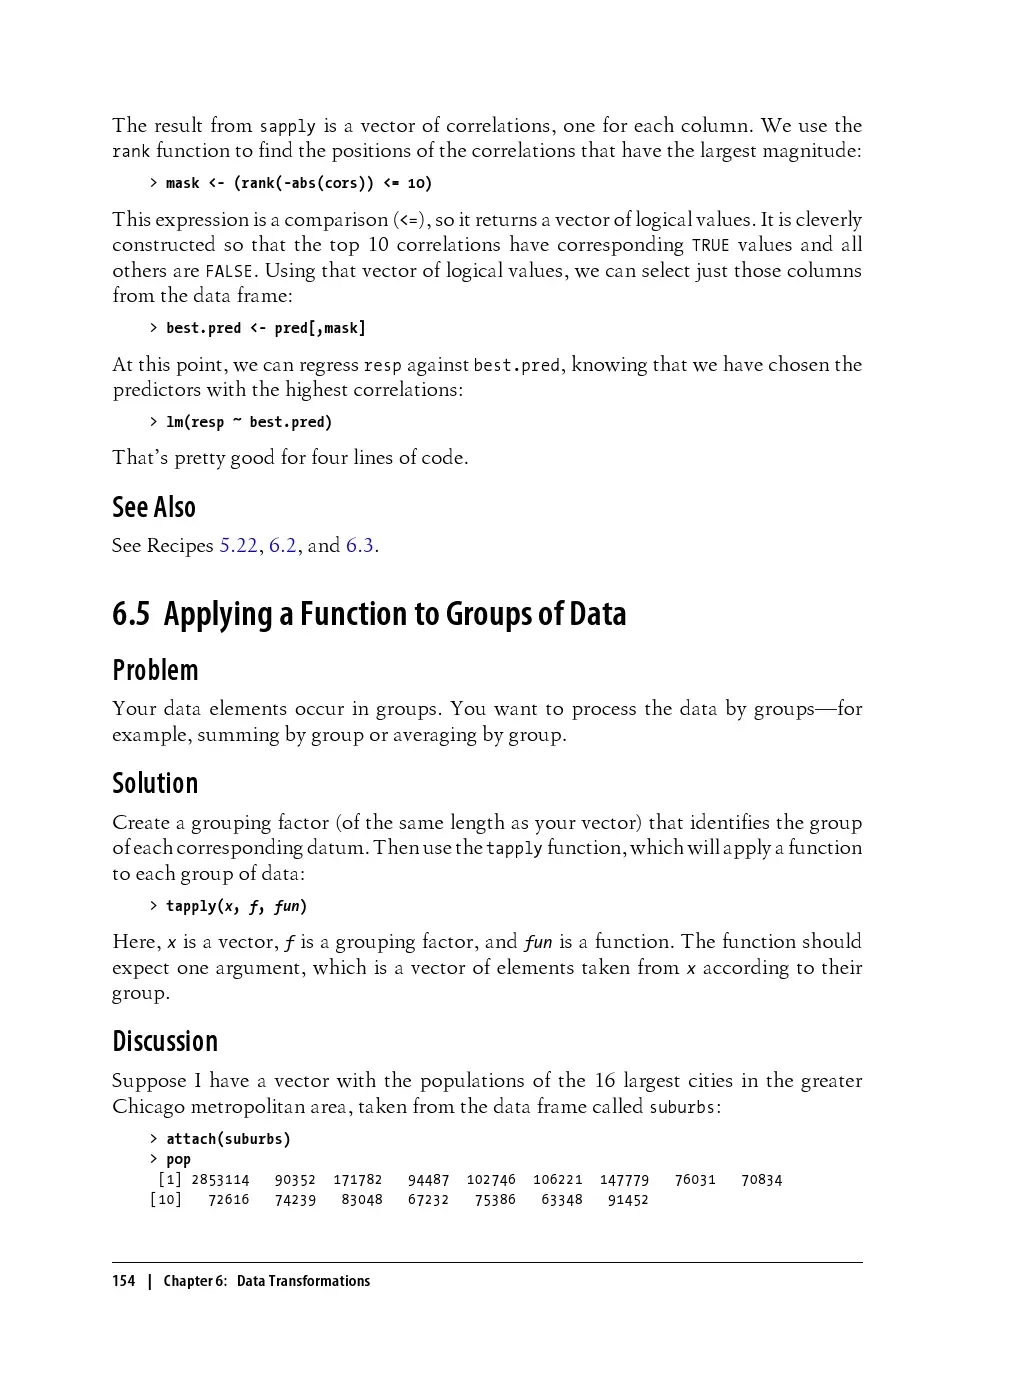 The result from sapply is a vector of correlations, one for each column. We use the
rank function to find the positions of the correlations that have the largest magnitude:
> mask <- (rank(-abs(cors)) <= 10)
This expression is a comparison (<=), so it returns a vector of logical values. It is cleverly
constructed so that the top 10 correlations have corresponding TRUE values and all
others are FALSE. Using that vector of logical values, we can select just those columns
from the data frame:
> best.pred <- pred[,mask]
At this point, we can regress resp against best.pred, knowing that we have chosen the
predictors with the highest correlations:
> lm(resp ~ best.pred)
That's pretty good for four lines of code.
See Also
See Recipes 5.22, 6.2, and 6.3.
6.5 Applying a Function to Groups of Data
Problem
Your data elements occur in groups. You want to process the data by groups—for
example, summing by group or averaging by group.
Solution
Create a grouping factor (of the same length as your vector) that identifies the group
of each corresponding datum. Then use the tapply function, which will apply a function
to each group of data:
> tapply(x, f, fun)
Here, x is a vector, f is a grouping factor, and fun is a function. The function should
expect one argument, which is a vector of elements taken from x according to their
group.
Discussion
Suppose I have a vector with the populations of the 16 largest cities in the greater
Chicago metropolitan area, taken from the data frame called suburbs:
> attach(suburbs)
> pop
[1] 2853114 90352 171782 94487 102746 106221 147779 76031 70834
[10] 72616 74239 83048 67232 75386 63348 91452
154 | Chapter 6: Data Transformations